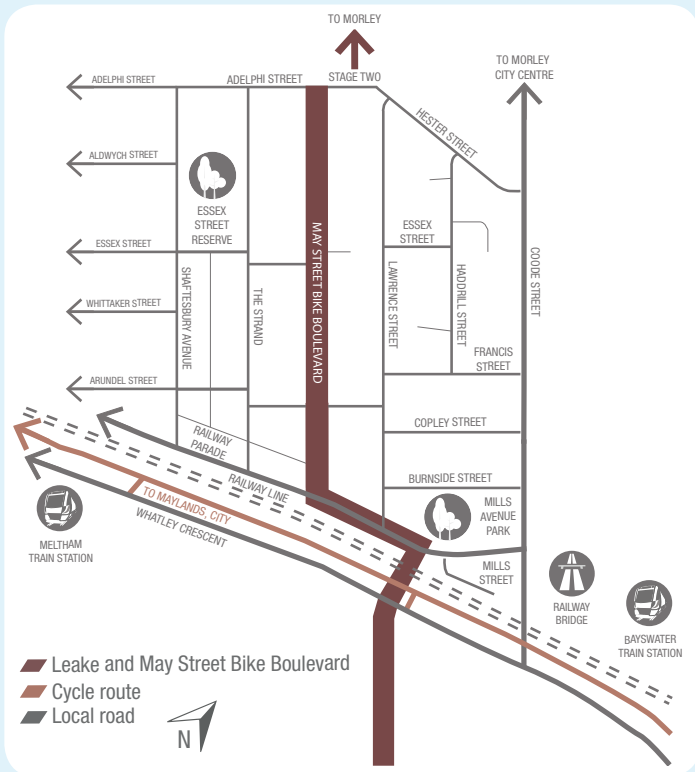 TO MORLEY
STAGE TWO
TO MORLEY
CITY CENTRE
ADELPHI STREET
ADELPHI STREET
HESTER STREET
ALDWYCH STREET
ESSEX
STREET
RESERVE
ESSEX STREET
ESSEX
STREET
MAY STREET BIKE BOULEVARD
SHAFTESBURY AVENUE
THE STRAND
LAWRENCE STREET
HADDRILL STREET
COODE STREET
WHITTAKER STREET
FRANCIS
STREET
ARUNDEL STREET
COPLEY STREET
RAILWAY
PARADE
RAILWAY LINE
BURNSIDE STREET
TO MAYLANDS, CITY
WHATLEY CRESCENT
MILLS
AVENUE
PARK
MELTHAM
TRAIN STATION
MILLS
STREET
RAILWAY
BRIDGE
BAYSWATER
TRAIN STATION
Leake and May Street Bike Boulevard
Cycle route
Local road
N